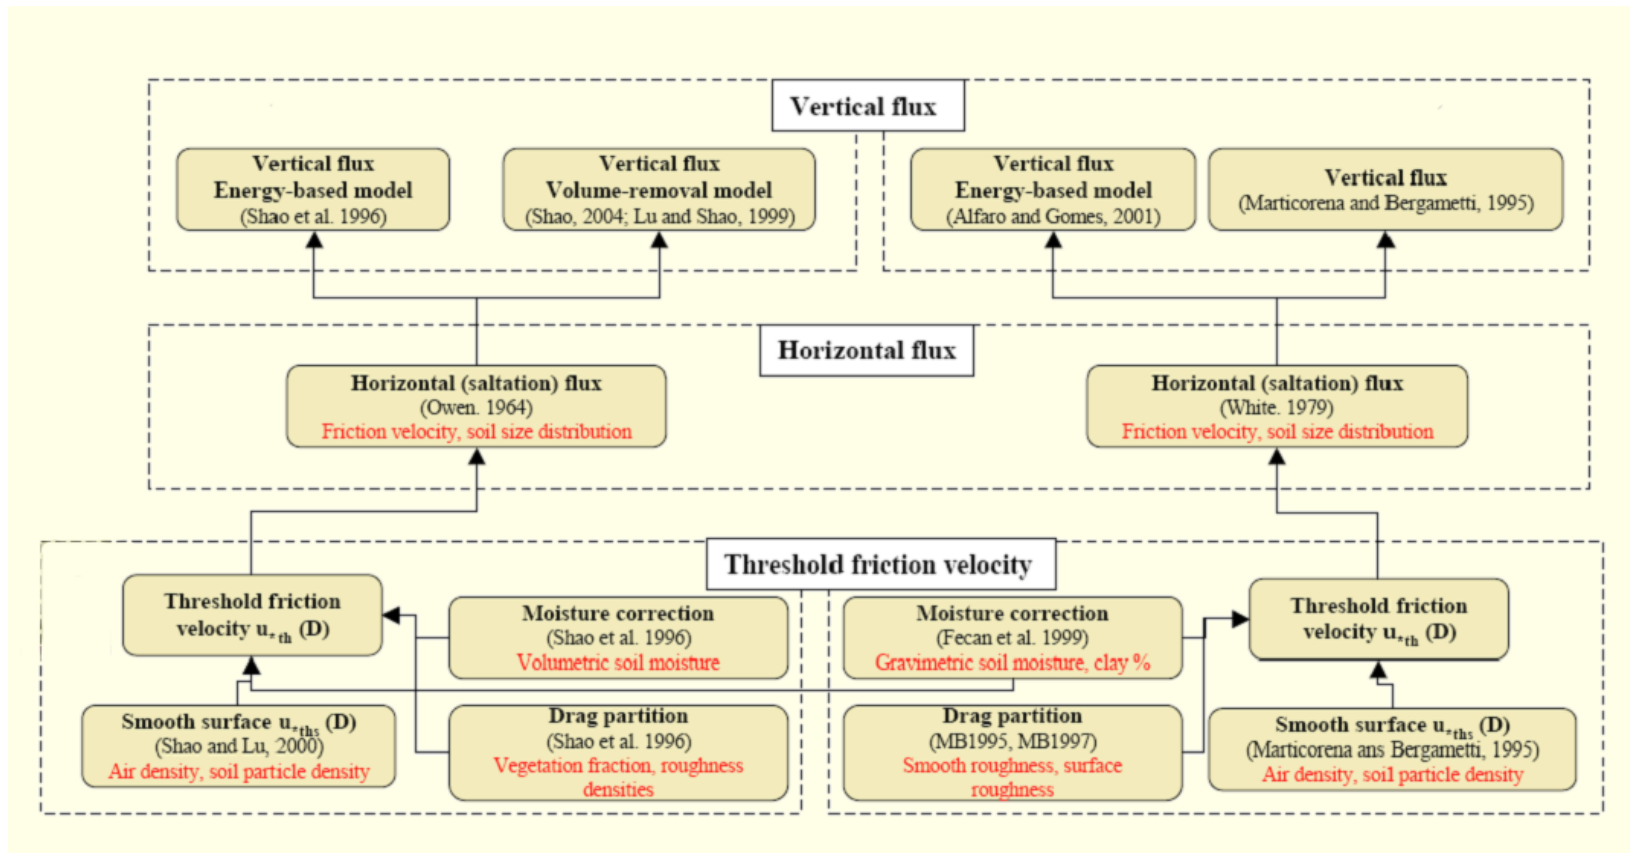 Vertical flux
Vertical flux
Energy-based model
(Shao et al. 1996)
Vertical flux
Volume-removal model
(Shao, 2004; Lu and Shao, 1999)
Vertical flux
Energy-based model
(Alfaro and Gomes, 2001)
Vertical flux
(Marticorena and Bergametti, 1995)
Horizontal flux
Horizontal (saltation) flux
(Owen. 1964)
Friction velocity, soil size distribution
Horizontal (saltation) flux
(White. 1979)
Friction velocity, soil size distribution
Threshold friction velocity
Threshold friction
velocity u*th (D)
Moisture correction
(Shao et al. 1996)
Volumetric soil moisture
Moisture correction
(Fecan et al. 1999)
Gravimetric soil moisture, clay %
Threshold friction
velocity u*th (D)
Smooth surface u*ths (D)
(Shao and Lu, 2000)
Air density, soil particle density
Drag partition
(Shao et al. 1996)
Vegetation fraction, roughness
densities
Drag partition
(MB1995, MB1997)
Smooth roughness, surface
roughness
Smooth surface u*ths (D)
(Marticorena ans Bergametti, 1995)
Air density, soil particle density